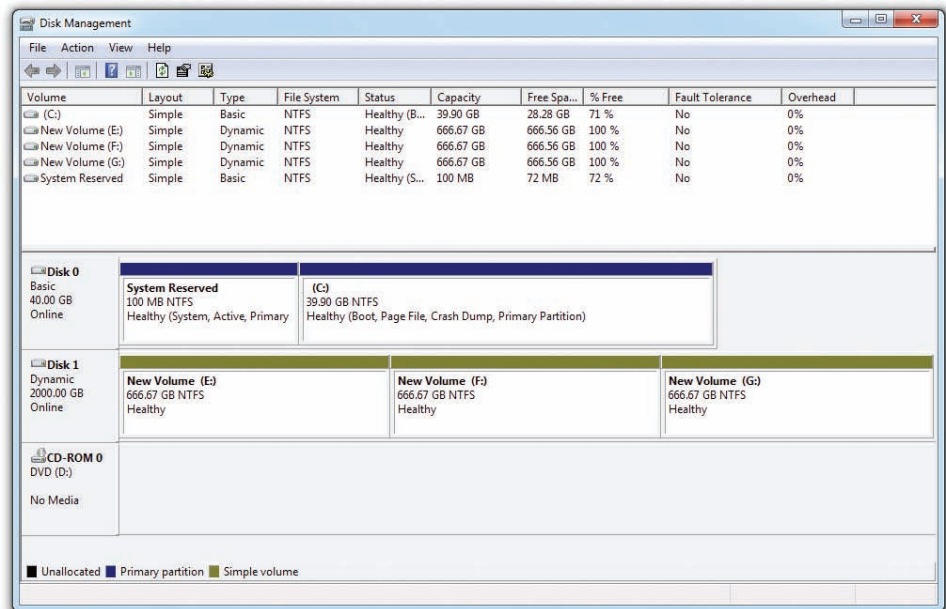 Disk Management
File Action View Help
Volume Layout Type File System Status Capacity Free Spa... % Free Fault Tolerance Overhead
(C:) Simple Basic NTFS Healthy (B... 39.90 GB 28.28 GB 71 % No 0%
New Volume (E:) Simple Dynamic NTFS Healthy 666.67 GB 666.56 GB 100 % No 0%
New Volume (F:) Simple Dynamic NTFS Healthy 666.67 GB 666.56 GB 100 % No 0%
New Volume (G:) Simple Dynamic NTFS Healthy 666.67 GB 666.56 GB 100 % No 0%
System Reserved Simple Basic NTFS Healthy (S... 100 MB 72 MB 72 % No 0%
Disk 0
Basic
40.00 GB
Online
System Reserved
100 MB NTFS
Healthy (System, Active, Primary
(C:)
39.90 GB NTFS
Healthy (Boot, Page File, Crash Dump, Primary Partition)
Disk 1
Dynamic
2000.00 GB
Online
New Volume (E:)
666.67 GB NTFS
Healthy
New Volume (F:)
666.67 GB NTFS
Healthy
New Volume (G:)
666.67 GB NTFS
Healthy
CD-ROM 0
DVD (D:)
No Media
Unallocated Primary partition Simple volume